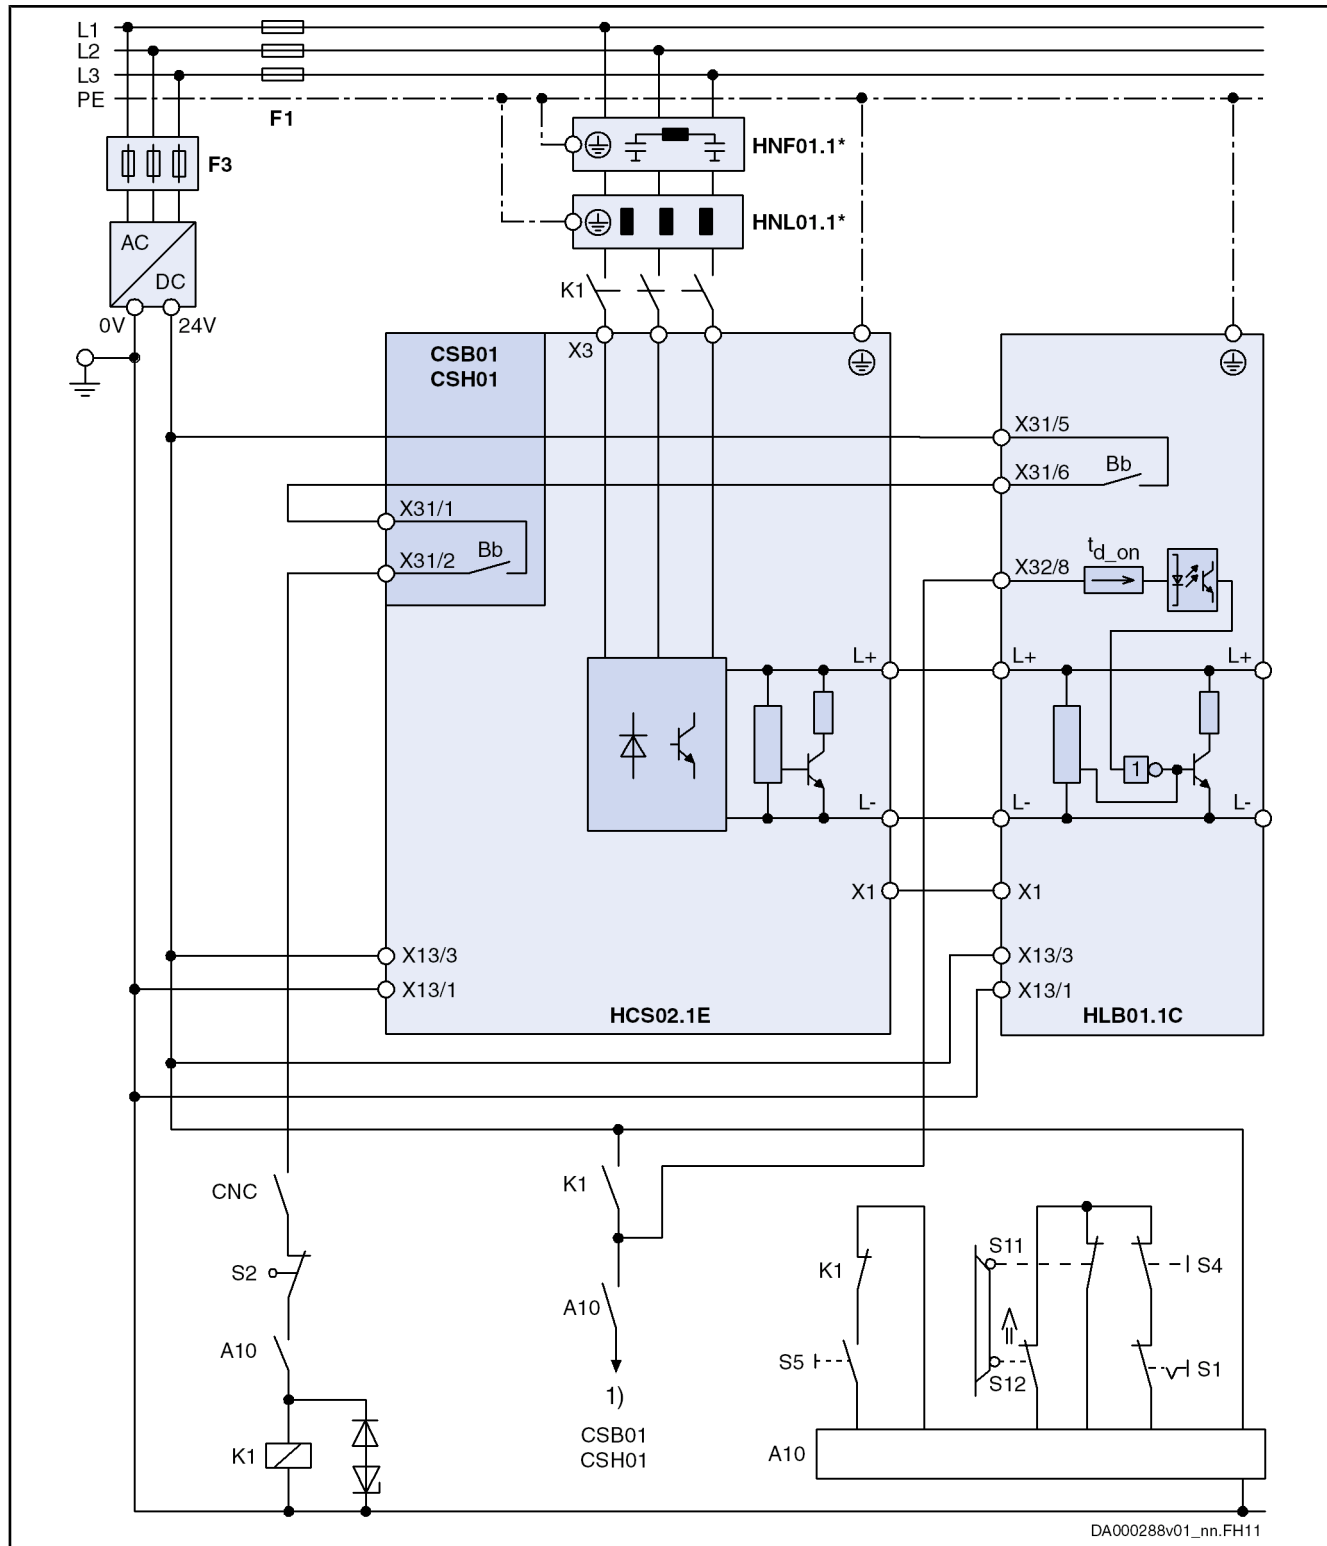 L1
L2
L3
PE
F1
F3
HNF01.1*
HNL01.1*
AC
DC
0V
24V
K1
CSB01
CSH01
X3
X31/5
X31/6
Bb
X31/1
X31/2
Bb
td_on
X32/8
L+
L+
L+
1
L-
L-
L-
X1
X1
X13/3
X13/1
X13/3
X13/1
HCS02.1E
HLB01.1C
CNC
K1
S2
S11
K1
S4
A10
A10
S5
S12
S1
1)
CSB01
CSH01
K1
A10
DA000288v01_nn.FH11